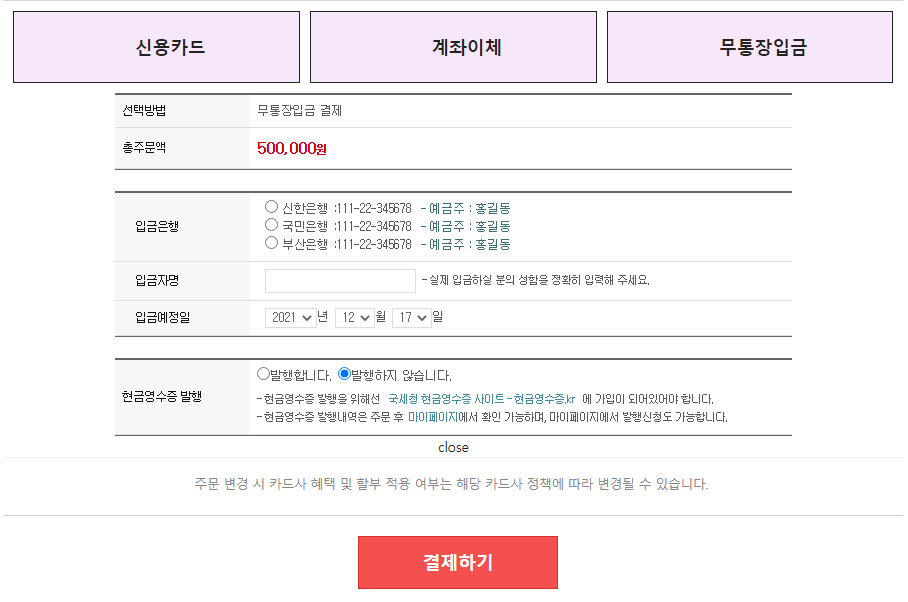 신용카드 계좌이체 무통장입금
선택방법 무통장입금 결제
총주문액 500,000원
입금은행
신한은행 :111-22-345678 - 예금주 : 홍길동
국민은행 :111-22-345678 - 예금주 : 홍길동
부산은행 :111-22-345678 - 예금주 : 홍길동
입금자명 - 실제 입금하실 분의 성함을 정확히 입력해 주세요.
입금예정일 2021 년 12 월 17 일
현금영수증 발행
발행합니다. 발행하지 않습니다.
- 현금영수증 발행을 위해선 국세청 현금영수증 사이트 - 현금영수증.kr 에 가입이 되어있어야 합니다.
- 현금영수증 발행내역은 주문 후 마이페이지에서 확인 가능하며, 마이페이지에서 발행신청도 가능합니다.
close
주문 변경 시 카드사 혜택 및 할부 적용 여부는 해당 카드사 정책에 따라 변경될 수 있습니다.
결제하기